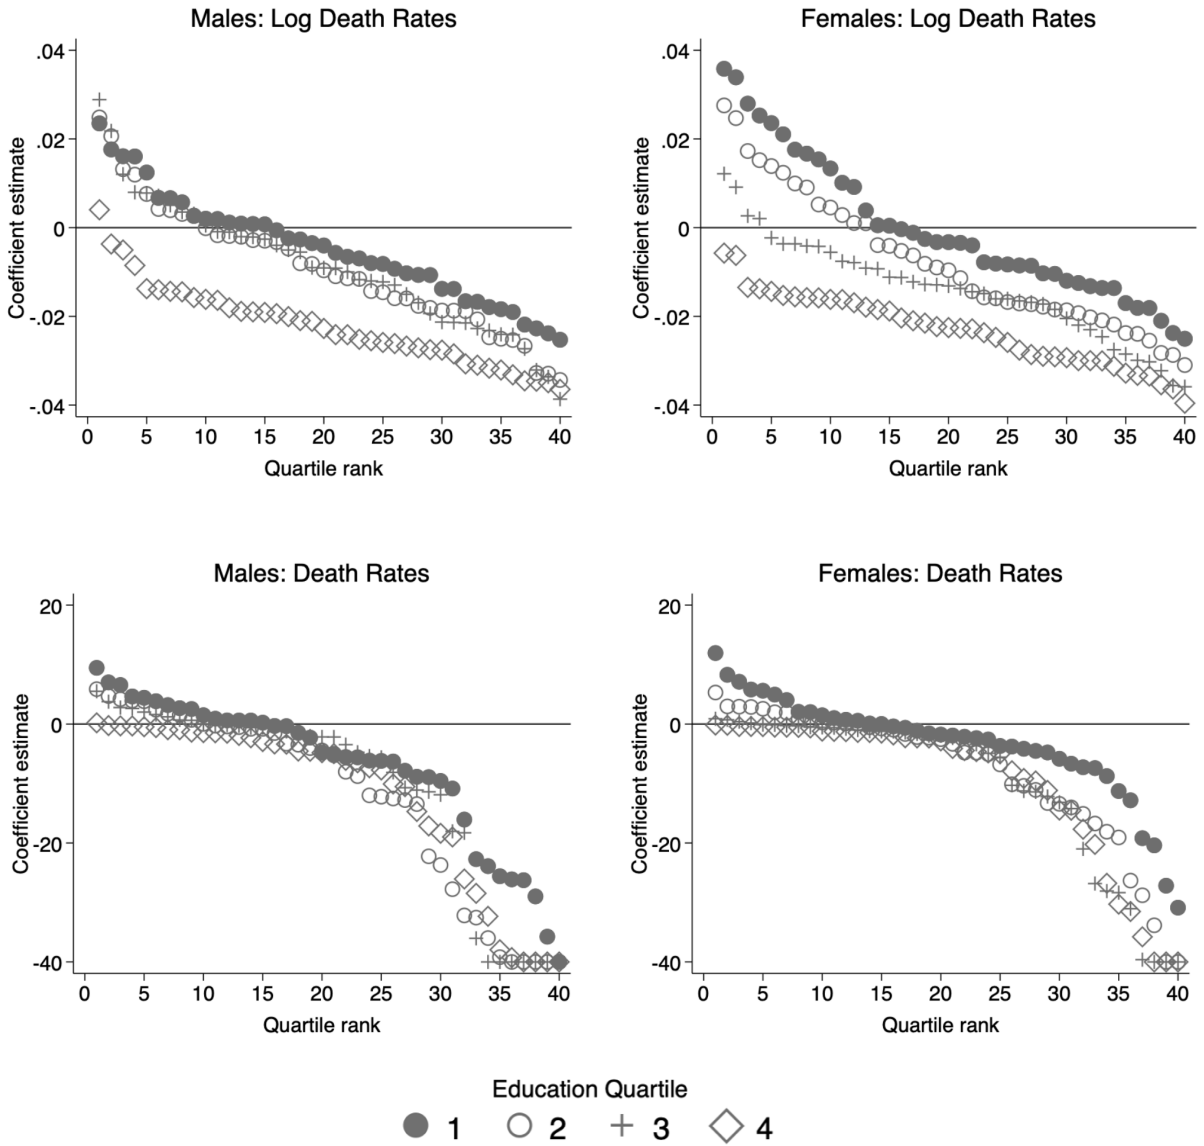 Males: Log Death Rates
Coefficient estimate
.04
.02
0
-.02
-.04
0 5 10 15 20 25 30 35 40
Quartile rank
Females: Log Death Rates
Coefficient estimate
.04
.02
0
-.02
-.04
0 5 10 15 20 25 30 35 40
Quartile rank
Males: Death Rates
Coefficient estimate
20
0
-20
-40
0 5 10 15 20 25 30 35 40
Quartile rank
Females: Death Rates
Coefficient estimate
20
0
-20
-40
0 5 10 15 20 25 30 35 40
Quartile rank
Education Quartile
1 2 3 4